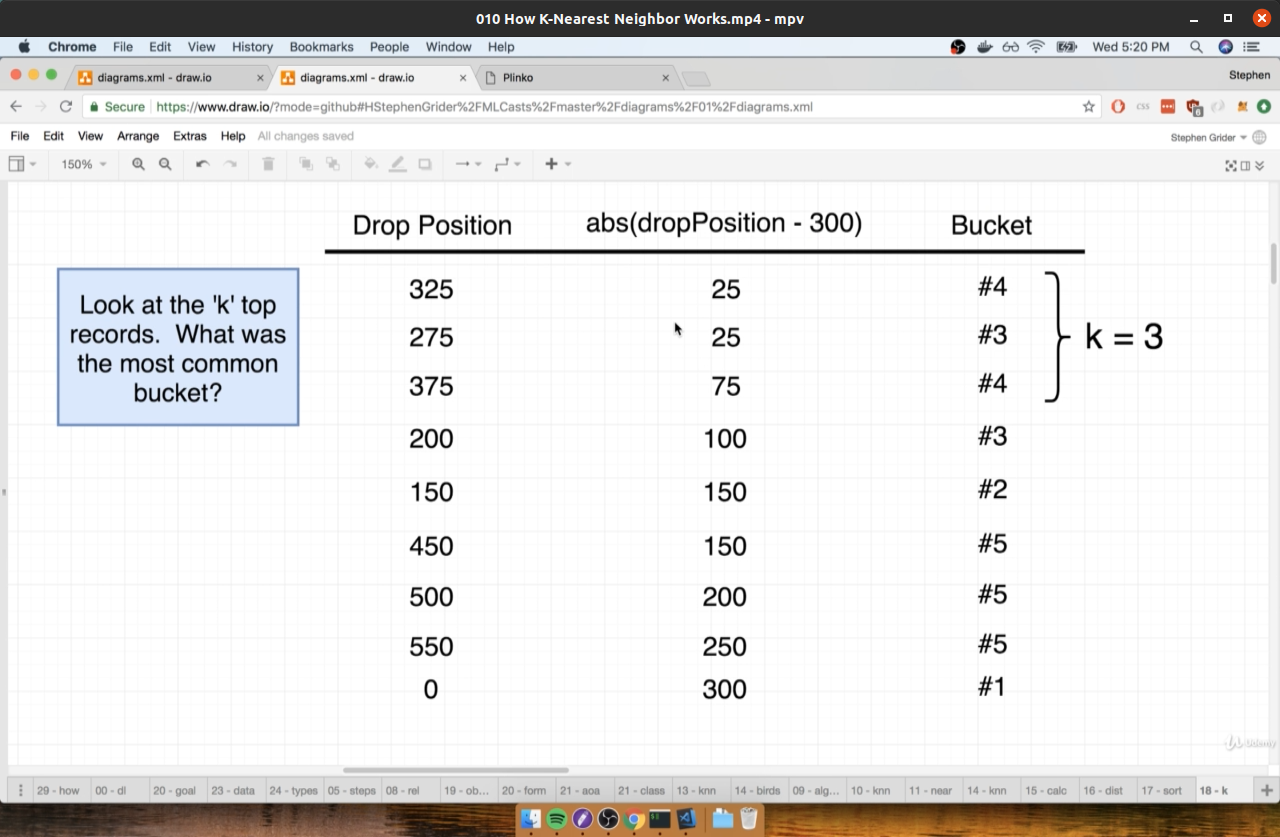 010 How K-Nearest Neighbor Works.mp4 - mpv
Chrome File Edit View History Bookmarks People Window Help Wed 5:20 PM
diagrams.xml - draw.io diagrams.xml - draw.io Plinko Stephen
Secure https://www.draw.io/?mode=github#HStephenGrider%2FMLCasts%2Fmaster%2Fdiagrams%2F01%2Fdiagrams.xml
File Edit View Arrange Extras Help All changes saved Stephen Grider
150%
Drop Position abs(dropPosition - 300) Bucket
Look at the 'k' top
records. What was
the most common
bucket?
325 25 #4
275 25 #3
375 75 #4
k = 3
200 100 #3
150 150 #2
450 150 #5
500 200 #5
550 250 #5
0 300 #1
Udemy
29 - how 00 - di 20 - goal 23 - data 24 - types 05 - steps 08 - rel 19 - ob... 20 - form 21 - aoa 21 - class 13 - knn 14 - birds 09 - alg... 10 - knn 11 - near 14 - knn 15 - calc 16 - dist 17 - sort 18 - k